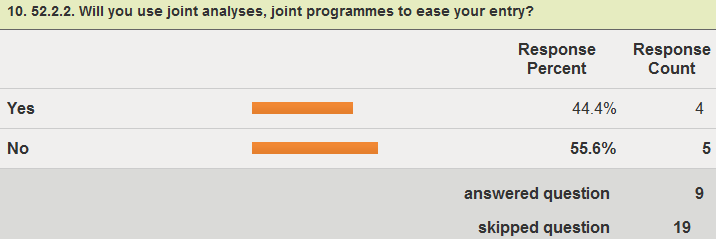 10. 52.2.2. Will you use joint analyses, joint programmes to ease your entry?
Response Percent Response Count
Yes 44.4% 4
No 55.6% 5
answered question 9
skipped question 19